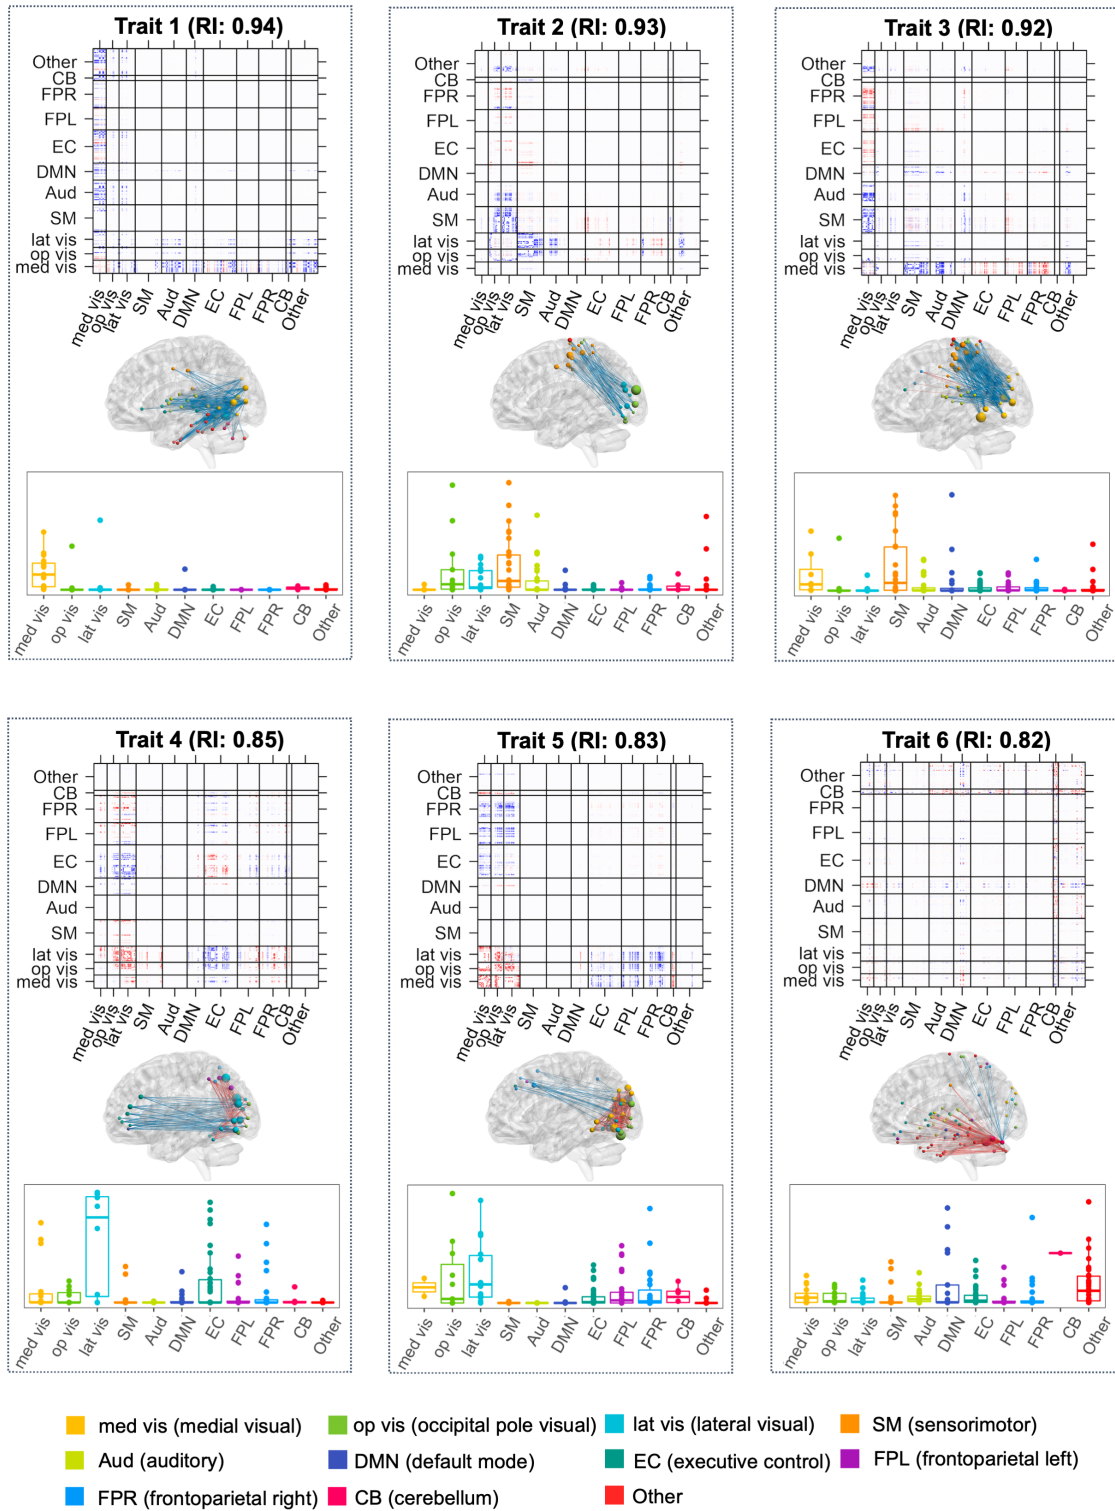 Trait 1 (RI: 0.94)
Other
CB
FPR
FPL
EC
DMN
Aud
SM
lat vis
op vis
med vis
med vis
op vis
lat vis
SM
Aud
DMN
EC
FPL
FPR
CB
Other
med vis
op vis
lat vis
SM
Aud
DMN
EC
FPL
FPR
CB
Other
Trait 2 (RI: 0.93)
Other
CB
FPR
FPL
EC
DMN
Aud
SM
lat vis
op vis
med vis
med vis
op vis
lat vis
SM
Aud
DMN
EC
FPL
FPR
CB
Other
med vis
op vis
lat vis
SM
Aud
DMN
EC
FPL
FPR
CB
Other
Trait 3 (RI: 0.92)
Other
CB
FPR
FPL
EC
DMN
Aud
SM
lat vis
op vis
med vis
med vis
op vis
lat vis
SM
Aud
DMN
EC
FPL
FPR
CB
Other
med vis
op vis
lat vis
SM
Aud
DMN
EC
FPL
FPR
CB
Other
Trait 4 (RI: 0.85)
Other
CB
FPR
FPL
EC
DMN
Aud
SM
lat vis
op vis
med vis
med vis
op vis
lat vis
SM
Aud
DMN
EC
FPL
FPR
CB
Other
med vis
op vis
lat vis
SM
Aud
DMN
EC
FPL
FPR
CB
Other
Trait 5 (RI: 0.83)
Other
CB
FPR
FPL
EC
DMN
Aud
SM
lat vis
op vis
med vis
med vis
op vis
lat vis
SM
Aud
DMN
EC
FPL
FPR
CB
Other
med vis
op vis
lat vis
SM
Aud
DMN
EC
FPL
FPR
CB
Other
Trait 6 (RI: 0.82)
Other
CB
FPR
FPL
EC
DMN
Aud
SM
lat vis
op vis
med vis
med vis
op vis
lat vis
SM
Aud
DMN
EC
FPL
FPR
CB
Other
med vis
op vis
lat vis
SM
Aud
DMN
EC
FPL
FPR
CB
Other
med vis (medial visual)
op vis (occipital pole visual)
lat vis (lateral visual)
SM (sensorimotor)
Aud (auditory)
DMN (default mode)
EC (executive control)
FPL (frontoparietal left)
FPR (frontoparietal right)
CB (cerebellum)
Other